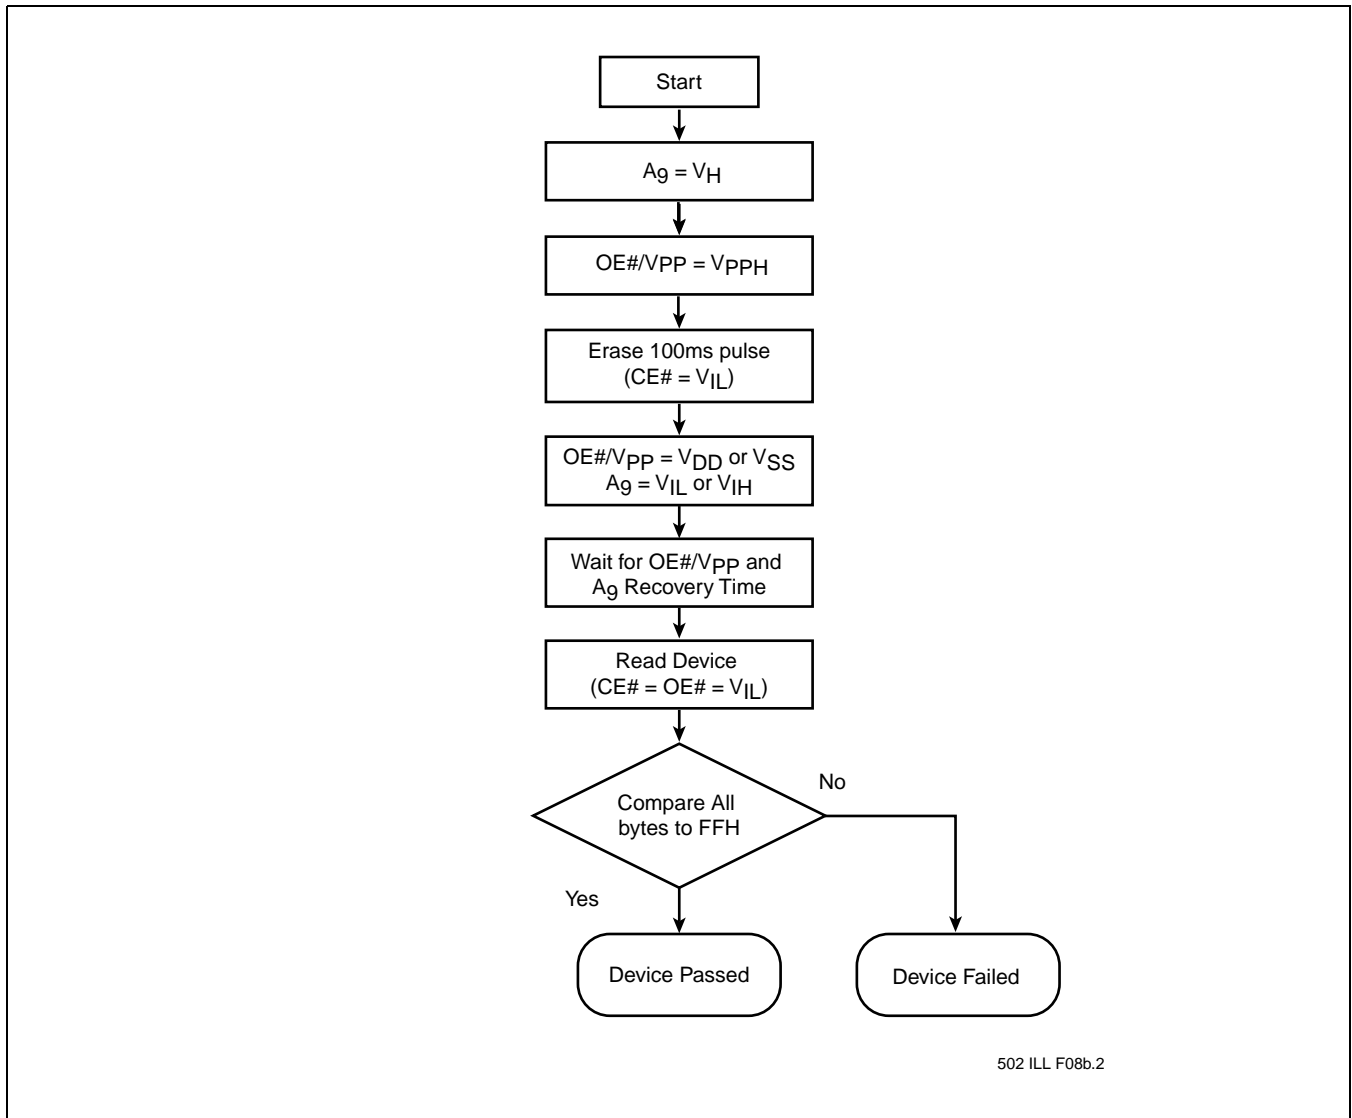 Start
A9 = VH
OE#/VPP = VPPH
Erase 100ms pulse
(CE# = VIL)
OE#/VPP = VDD or VSS
A9 = VIL or VIH
Wait for OE#/VPP and
A9 Recovery Time
Read Device
(CE# = OE# = VIL)
No
Compare All
bytes to FFH
Yes
Device Passed
Device Failed
502 ILL F08b.2